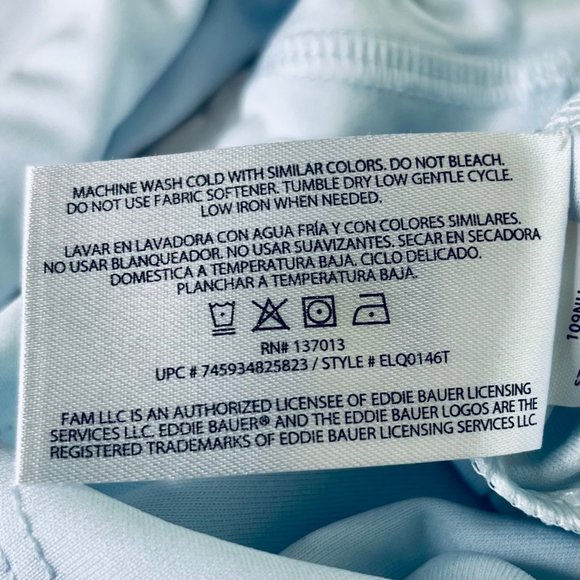 MACHINE WASH COLD WITH SIMILAR COLORS. DO NOT BLEACH.
DO NOT USE FABRIC SOFTENER. TUMBLE DRY LOW GENTLE CYCLE.
LOW IRON WHEN NEEDED.
LAVAR EN LAVADORA CON AGUA FRÍA Y CON COLORES SIMILARES.
NO USAR BLANQUEADOR. NO USAR SUAVIZANTES. SECAR EN SECADORA
DOMESTICA A TEMPERATURA BAJA. CICLO DELICADO.
PLANCHAR A TEMPERATURA BAJA.
RN# 137013
UPC # 745934825823 / STYLE # ELQ0146T
FAM LLC IS AN AUTHORIZED LICENSEE OF EDDIE BAUER LICENSING
SERVICES LLC. EDDIE BAUER® AND THE EDDIE BAUER LOGOS ARE THE
REGISTERED TRADEMARKS OF EDDIE BAUER LICENSING SERVICES LLC